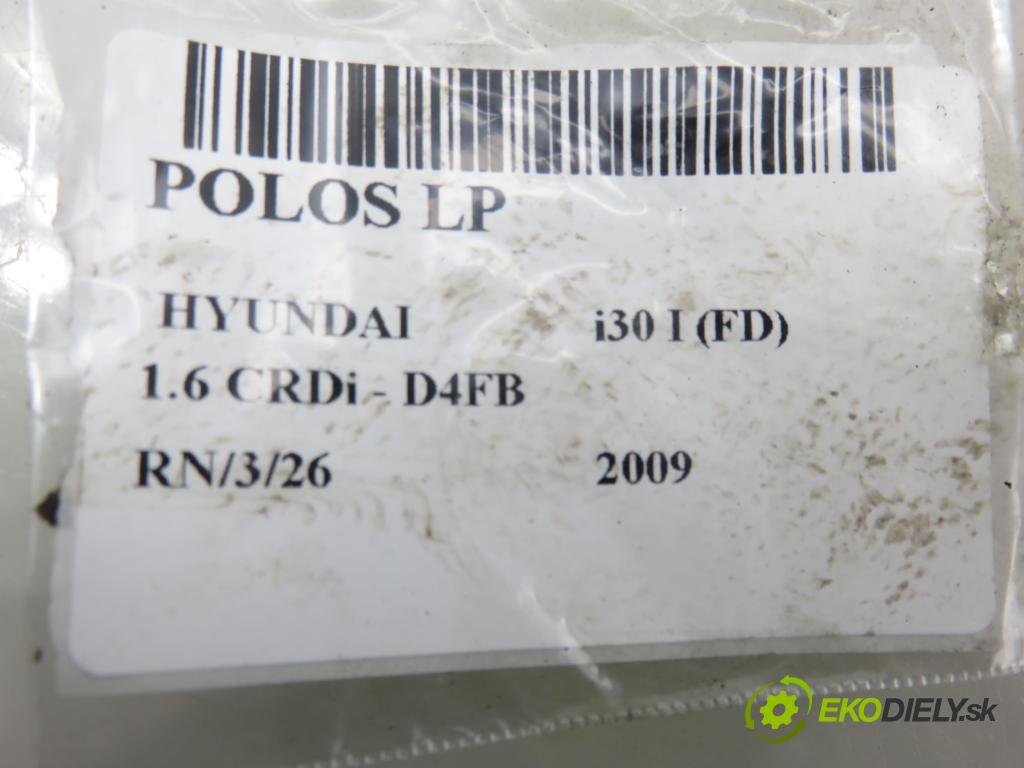 POLOS LP
HYUNDAI i30 I (FD)
1.6 CRDi - D4FB
RN/3/26 2009
EKODIELY.sk